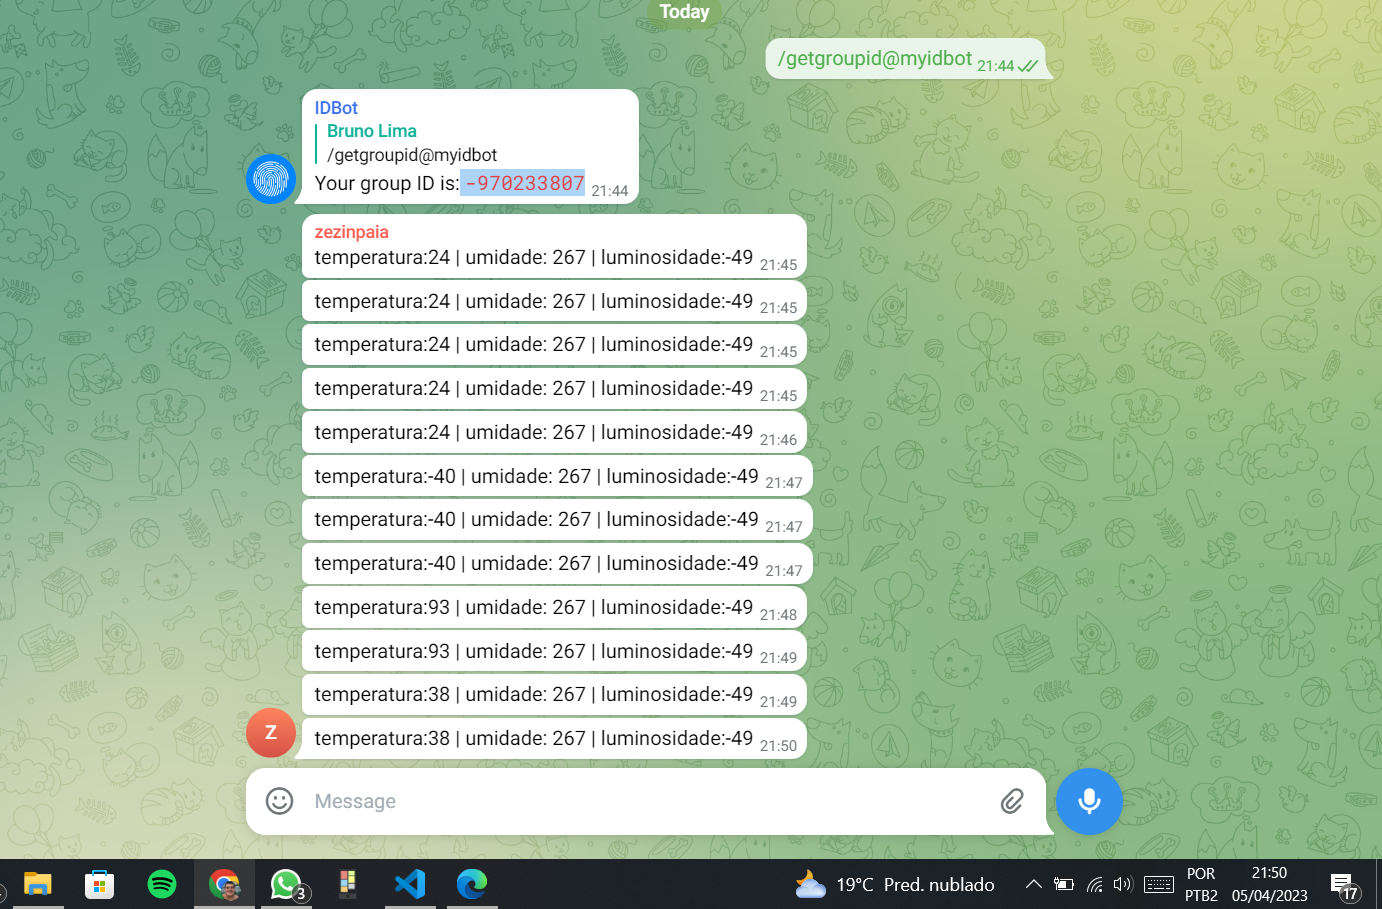 Today
/getgroupid@myidbot 21:44
IDBot
Bruno Lima
/getgroupid@myidbot
Your group ID is: -970233807 21:44
zezinpaia
temperatura:24 | umidade: 267 | luminosidade:-49 21:45
temperatura:24 | umidade: 267 | luminosidade:-49 21:45
temperatura:24 | umidade: 267 | luminosidade:-49 21:45
temperatura:24 | umidade: 267 | luminosidade:-49 21:45
temperatura:24 | umidade: 267 | luminosidade:-49 21:46
temperatura:-40 | umidade: 267 | luminosidade:-49 21:47
temperatura:-40 | umidade: 267 | luminosidade:-49 21:47
temperatura:-40 | umidade: 267 | luminosidade:-49 21:47
temperatura:93 | umidade: 267 | luminosidade:-49 21:48
temperatura:93 | umidade: 267 | luminosidade:-49 21:49
temperatura:38 | umidade: 267 | luminosidade:-49 21:49
Z
temperatura:38 | umidade: 267 | luminosidade:-49 21:50
Message
3
19°C Pred. nublado
POR
PTB2
21:50
05/04/2023
17